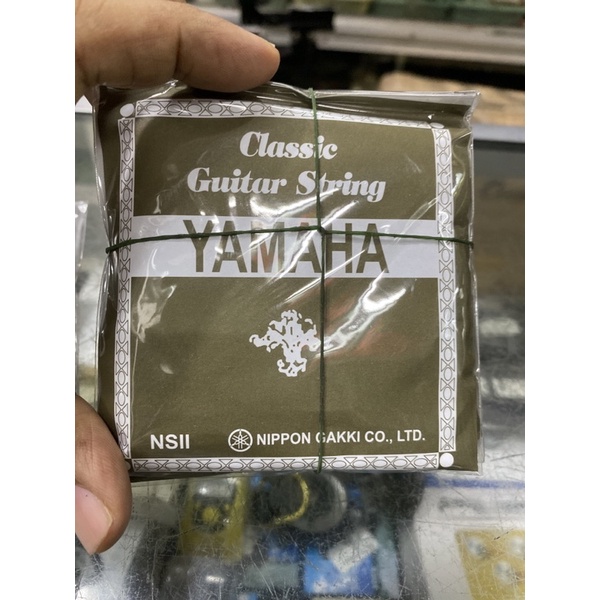 Classic
Guitar String
YAMAHA
NSII
NIPPON GAKKI CO., LTD.